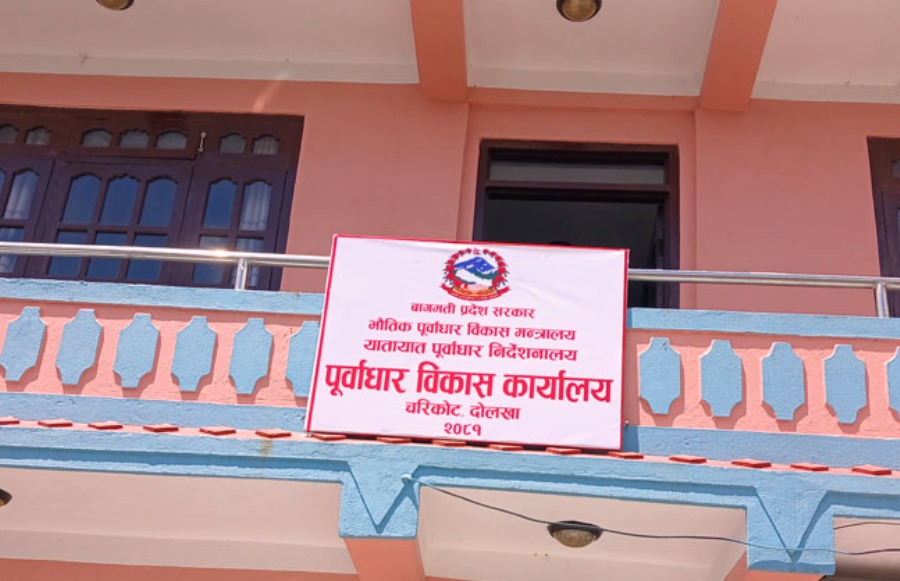 बागमती प्रदेश सरकार
भौतिक पूर्वाधार विकास मन्त्रालय
यातायात पूर्वाधार निर्देशनालय
पूर्वाधार विकास कार्यालय
चरिकोट, दोलखा
२०८१